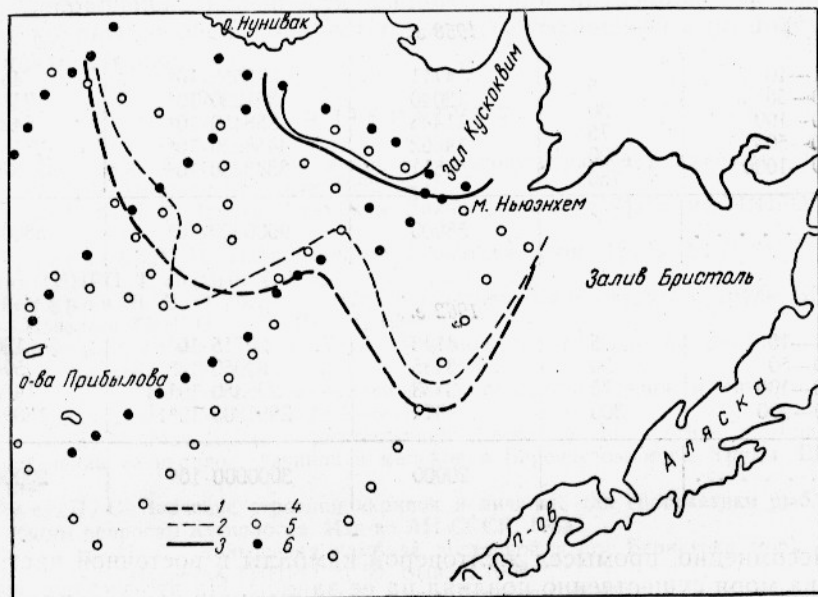 о. Нунивак
Зал. Кускоквим
м. Ньюэнхем
Залив Бристоль
о-ва Прибылова
п-ов Аляска
1 4
2 5
3 6